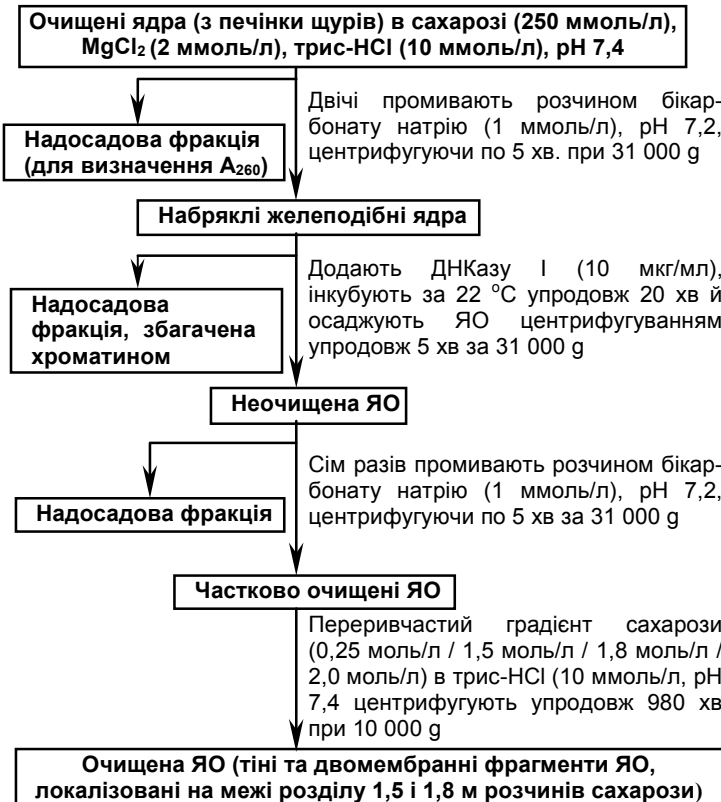 Очищені ядра (з печінки щурів) в сахарозі (250 ммоль/л),
MgCl₂ (2 ммоль/л), трис-HCl (10 ммоль/л), pH 7,4
Двічі промивають розчином бікар-
бонату натрію (1 ммоль/л), pH 7,2,
центрифугуючи по 5 хв. при 31 000 g
Надосадова фракція
(для визначення A₂₆₀)
Набряклі желеподібні ядра
Додають ДНКазу I (10 мкг/мл),
інкубують за 22 °C упродовж 20 хв й
осаджують ЯО центрифугуванням
упродовж 5 хв за 31 000 g
Надосадова
фракція, збагачена
хроматином
Неочищена ЯО
Сім разів промивають розчином бікар-
бонату натрію (1 ммоль/л), pH 7,2,
центрифугуючи по 5 хв за 31 000 g
Надосадова фракція
Частково очищені ЯО
Переривчастий градієнт сахарози
(0,25 моль/л / 1,5 моль/л / 1,8 моль/л /
2,0 моль/л) в трис-HCl (10 ммоль/л, pH
7,4 центрифугують упродовж 980 хв
при 10 000 g
Очищена ЯО (тіні та двомембранні фрагменти ЯО,
локалізовані на межі розділу 1,5 і 1,8 м розчинів сахарози)